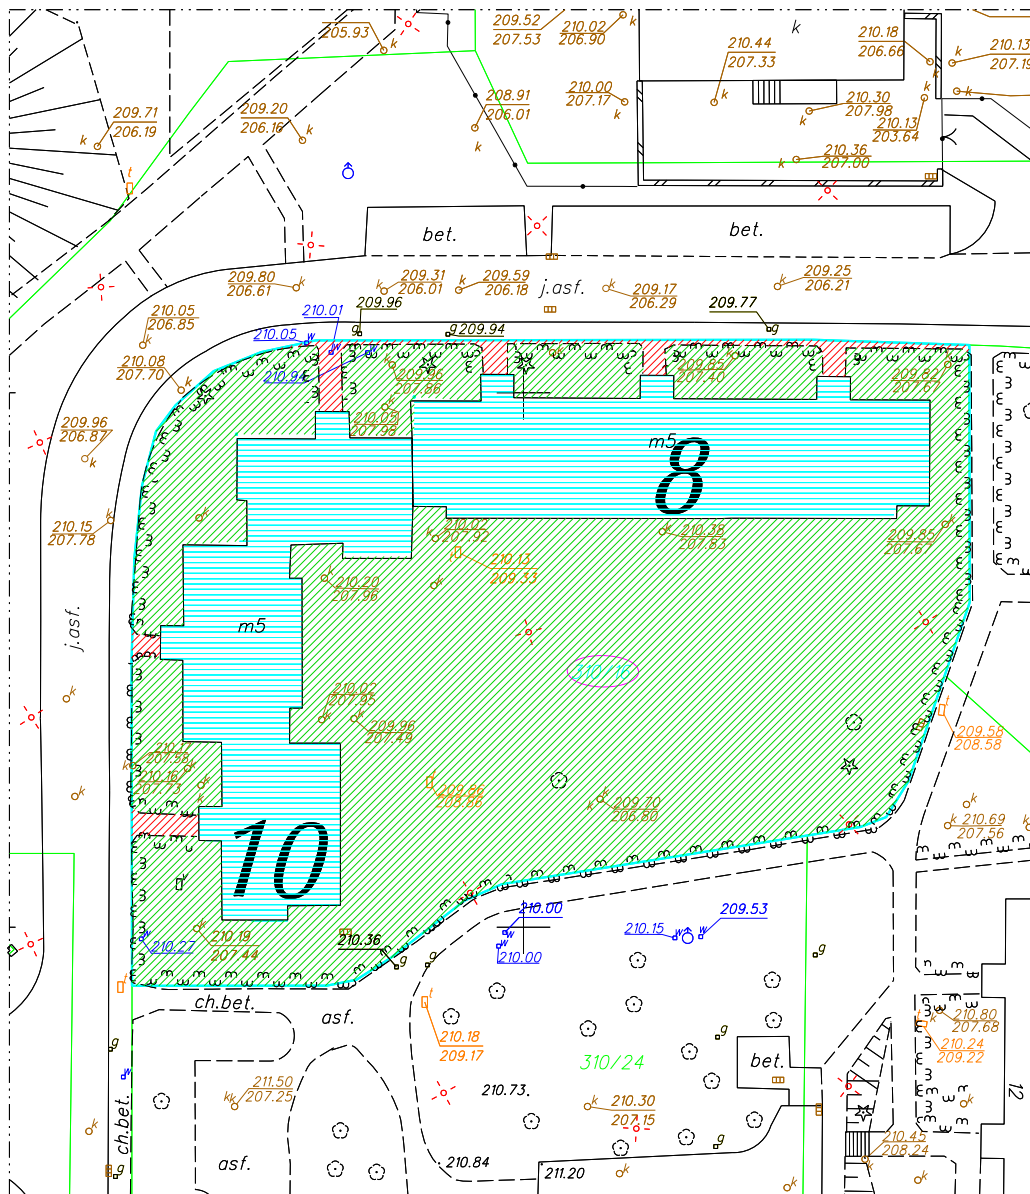 209.52
207.53
210.02
206.90
k
205.93
k
210.44
207.33
210.18
206.66
k
210.13
207.19
210.00
207.17
k
208.91
206.01
k
209.71
206.19
k
209.20
206.16
k
210.30
207.98
k
210.13
203.64
k
210.36
207.00
k
t
bet.
bet.
j.asf.
209.80
206.61
k
209.31
206.01
k
209.59
206.18
k
209.17
206.29
k
209.25
206.21
k
210.05
206.85
k
210.01
209.96
g
209.94
g
209.77
g
210.05
w
210.94
w
210.08
207.70
k
209.96
207.86
k
209.85
207.40
k
209.82
207.67
k
210.05
207.98
k
209.96
206.87
k
m5
8
210.15
207.78
k
210.02
207.92
k
210.38
207.83
k
209.85
207.67
k
210.13
209.33
t
210.20
207.96
k
j.asf.
m5
310/16
210.02
207.95
k
209.96
207.49
k
209.58
208.58
t
210.17
207.58
k
210.16
207.73
k
209.86
208.66
t
209.70
206.80
k
210.69
207.56
k
10
210.27
w
210.19
207.44
k
210.36
g
210.00
w
210.00
w
210.15
w
209.53
w
g
ch.bet.
asf.
t
210.18
209.17
t
310/24
bet.
210.80
207.68
k
210.24
209.22
t
12
211.50
207.25
k
210.73.
210.30
207.15
k
ch.bet.
asf.
210.84
211.20
210.45
208.24
k
g